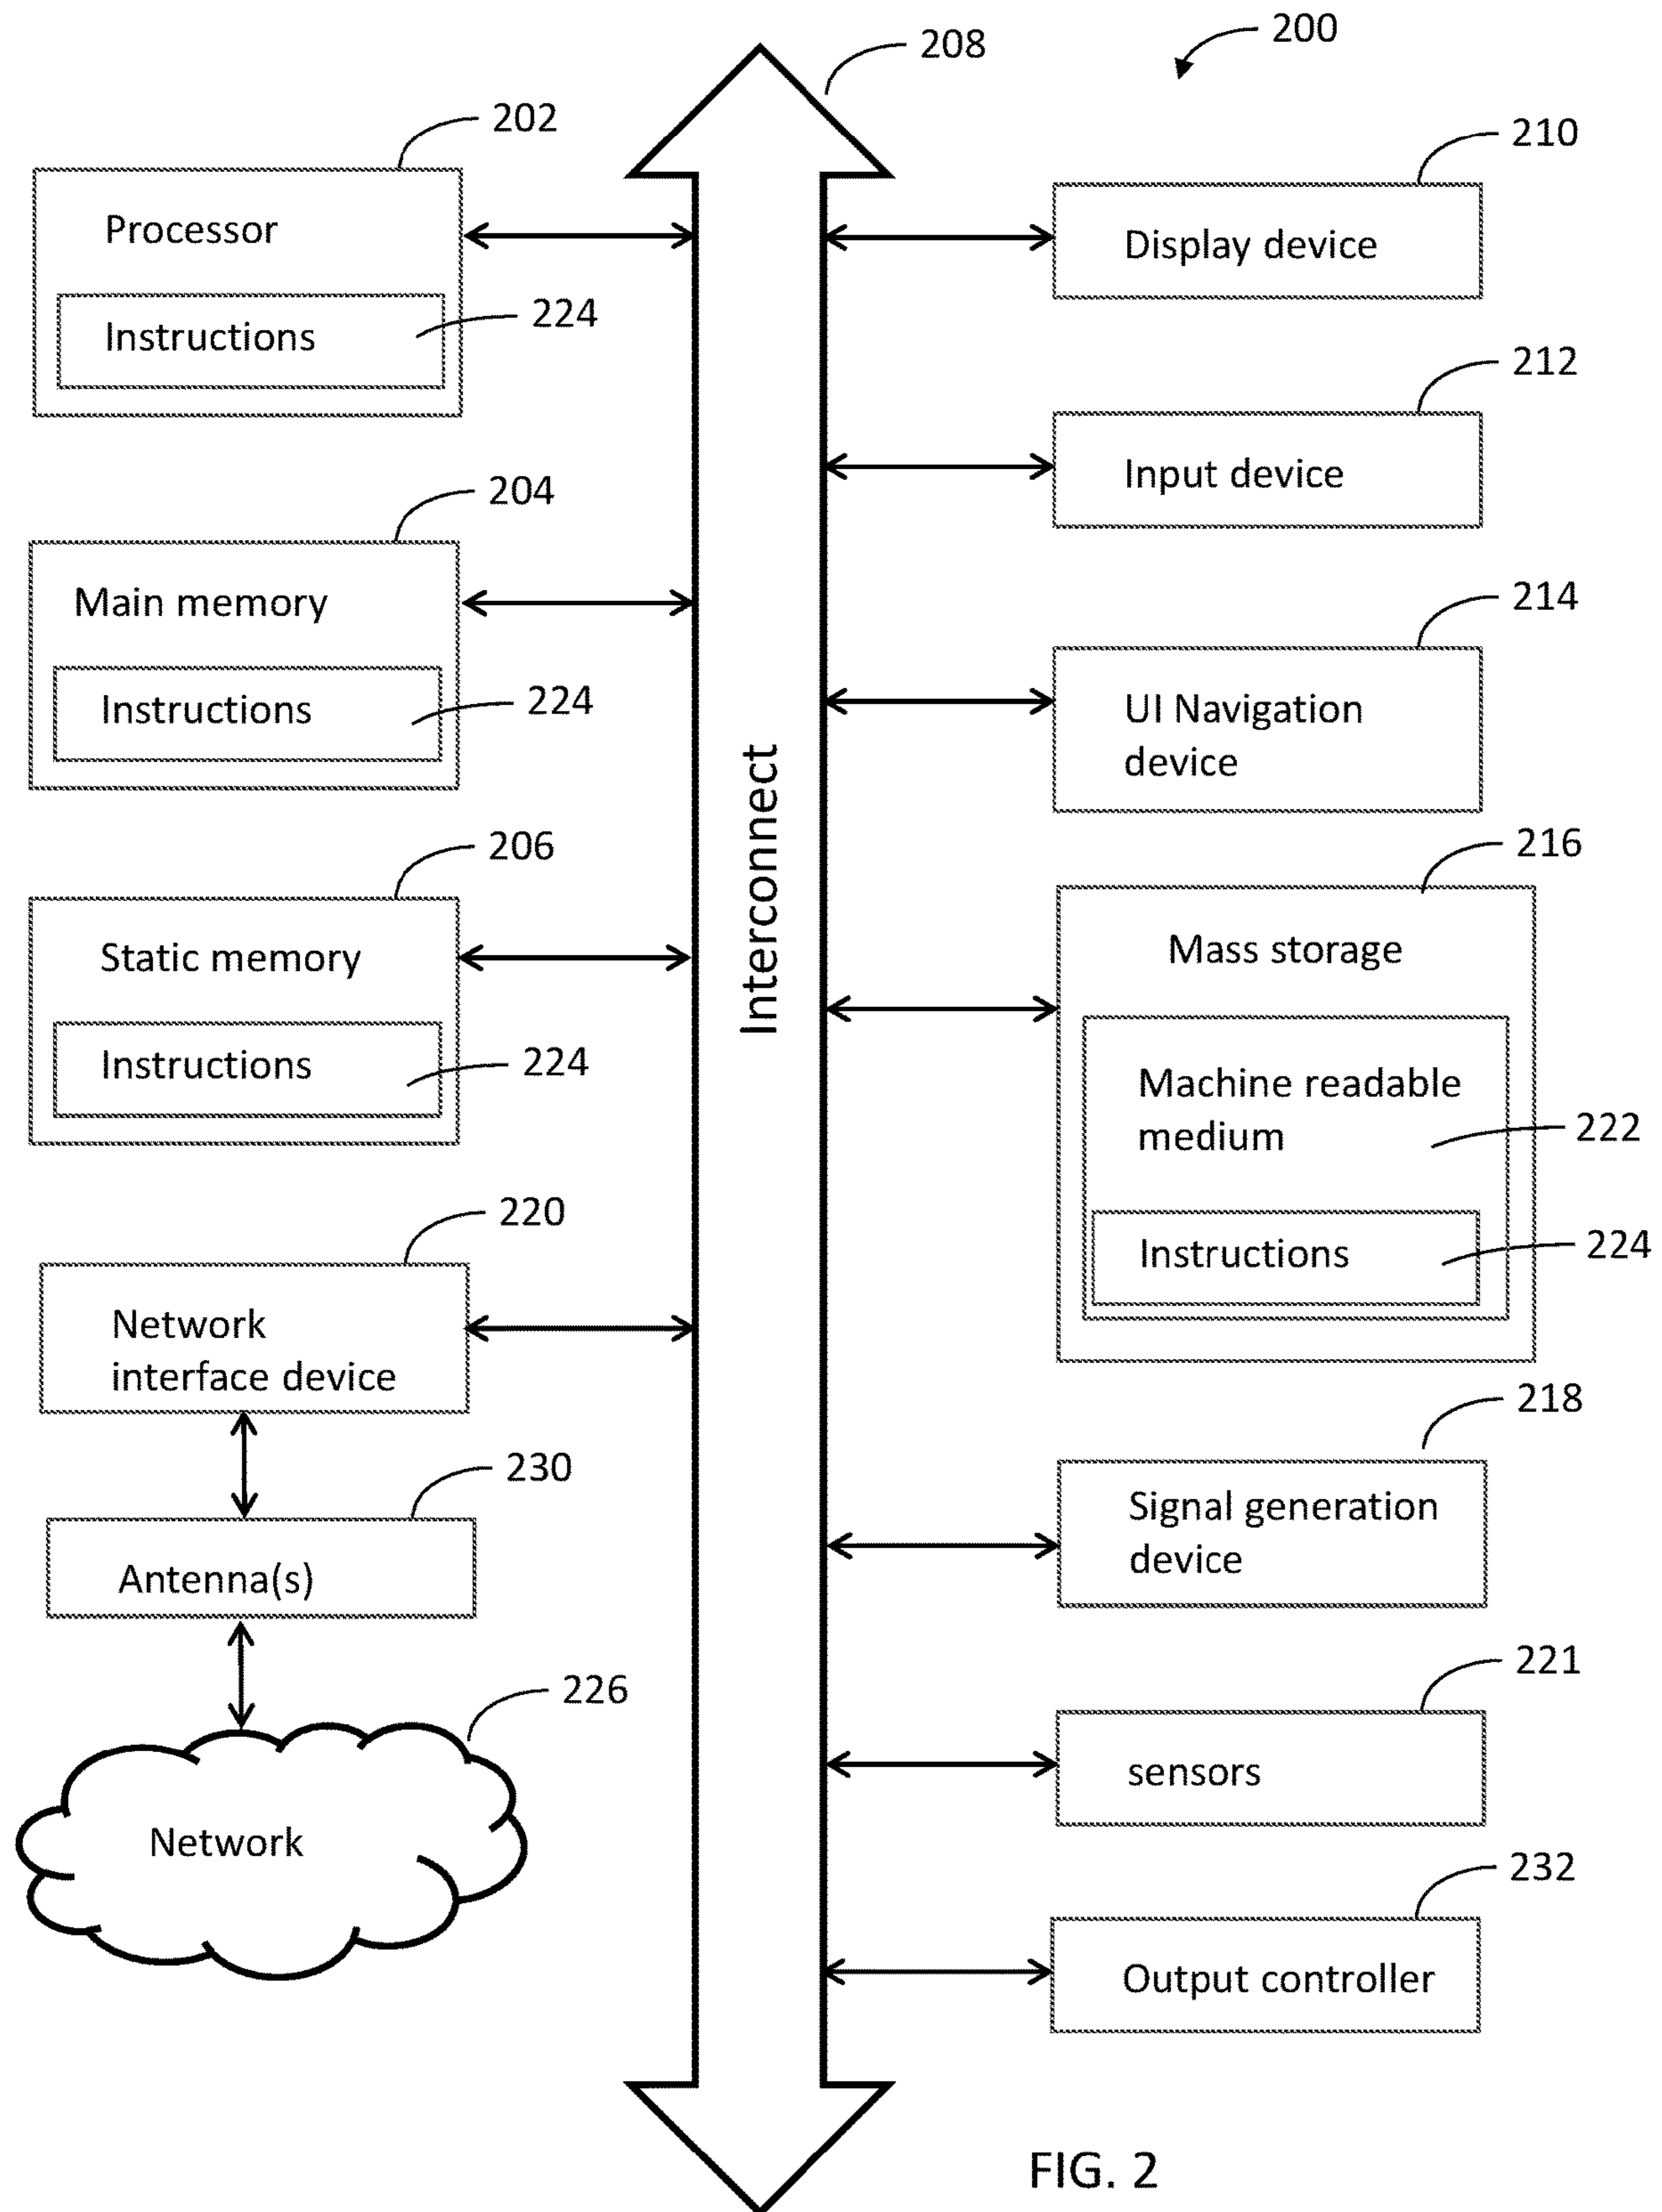 200
208
202
Processor
Instructions
224
204
Main memory
Instructions
224
206
Static memory
Instructions
224
220
Network
interface device
230
Antenna(s)
226
Network
Interconnect
210
Display device
212
Input device
214
UI Navigation
device
216
Mass storage
Machine readable
medium
222
Instructions
224
218
Signal generation
device
221
sensors
232
Output controller
FIG. 2